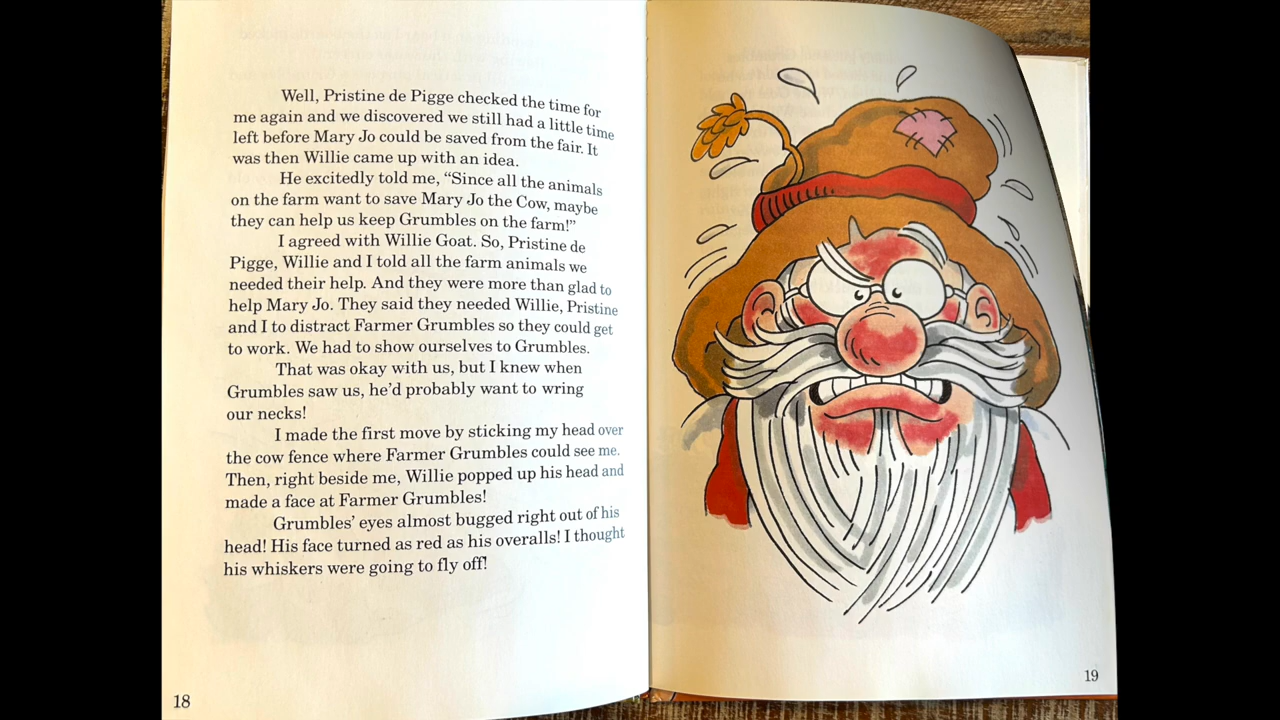 Well, Pristine de Pigge checked the time for
me again and we discovered we still had a little time
left before Mary Jo could be saved from the fair. It
was then Willie came up with an idea.
He excitedly told me, “Since all the animals
on the farm want to save Mary Jo the Cow, maybe
they can help us keep Grumbles on the farm!”
I agreed with Willie Goat. So, Pristine de
Pigge, Willie and I told all the farm animals we
needed their help. And they were more than glad to
help Mary Jo. They said they needed Willie, Pristine
and I to distract Farmer Grumbles so they could get
to work. We had to show ourselves to Grumbles.
That was okay with us, but I knew when
Grumbles saw us, he’d probably want to wring
our necks!
I made the first move by sticking my head over
the cow fence where Farmer Grumbles could see me.
Then, right beside me, Willie popped up his head and
made a face at Farmer Grumbles!
Grumbles’ eyes almost bugged right out of his
head! His face turned as red as his overalls! I thought
his whiskers were going to fly off!
18
19